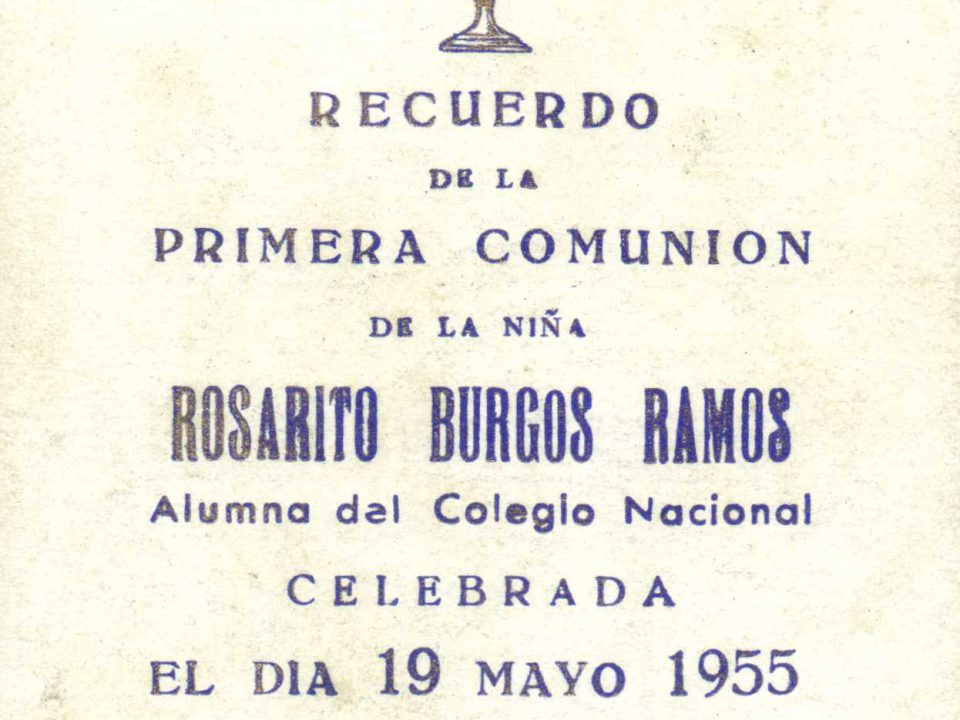 RECUERDO
DE LA
PRIMERA COMUNION
DE LA NIÑA
ROSARITO BURGOS RAMOS
Alumna del Colegio Nacional
CELEBRADA
EL DIA 19 MAYO 1955